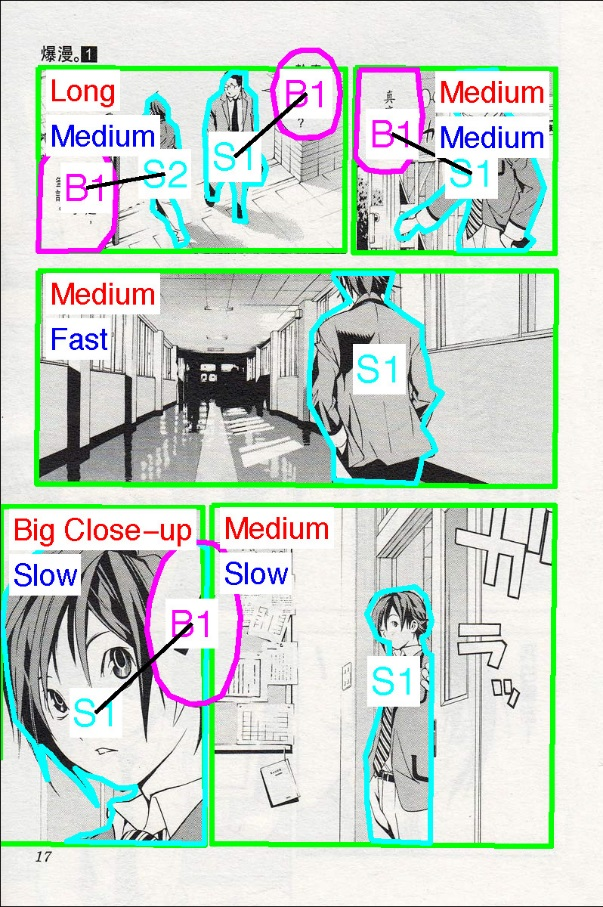 爆漫。1
Long
Medium
B1
?
S1
S2
B1
Medium
Medium
真
B1
S1
Medium
Fast
S1
Big Close-up
Slow
B1
S1
Medium
Slow
S1
17